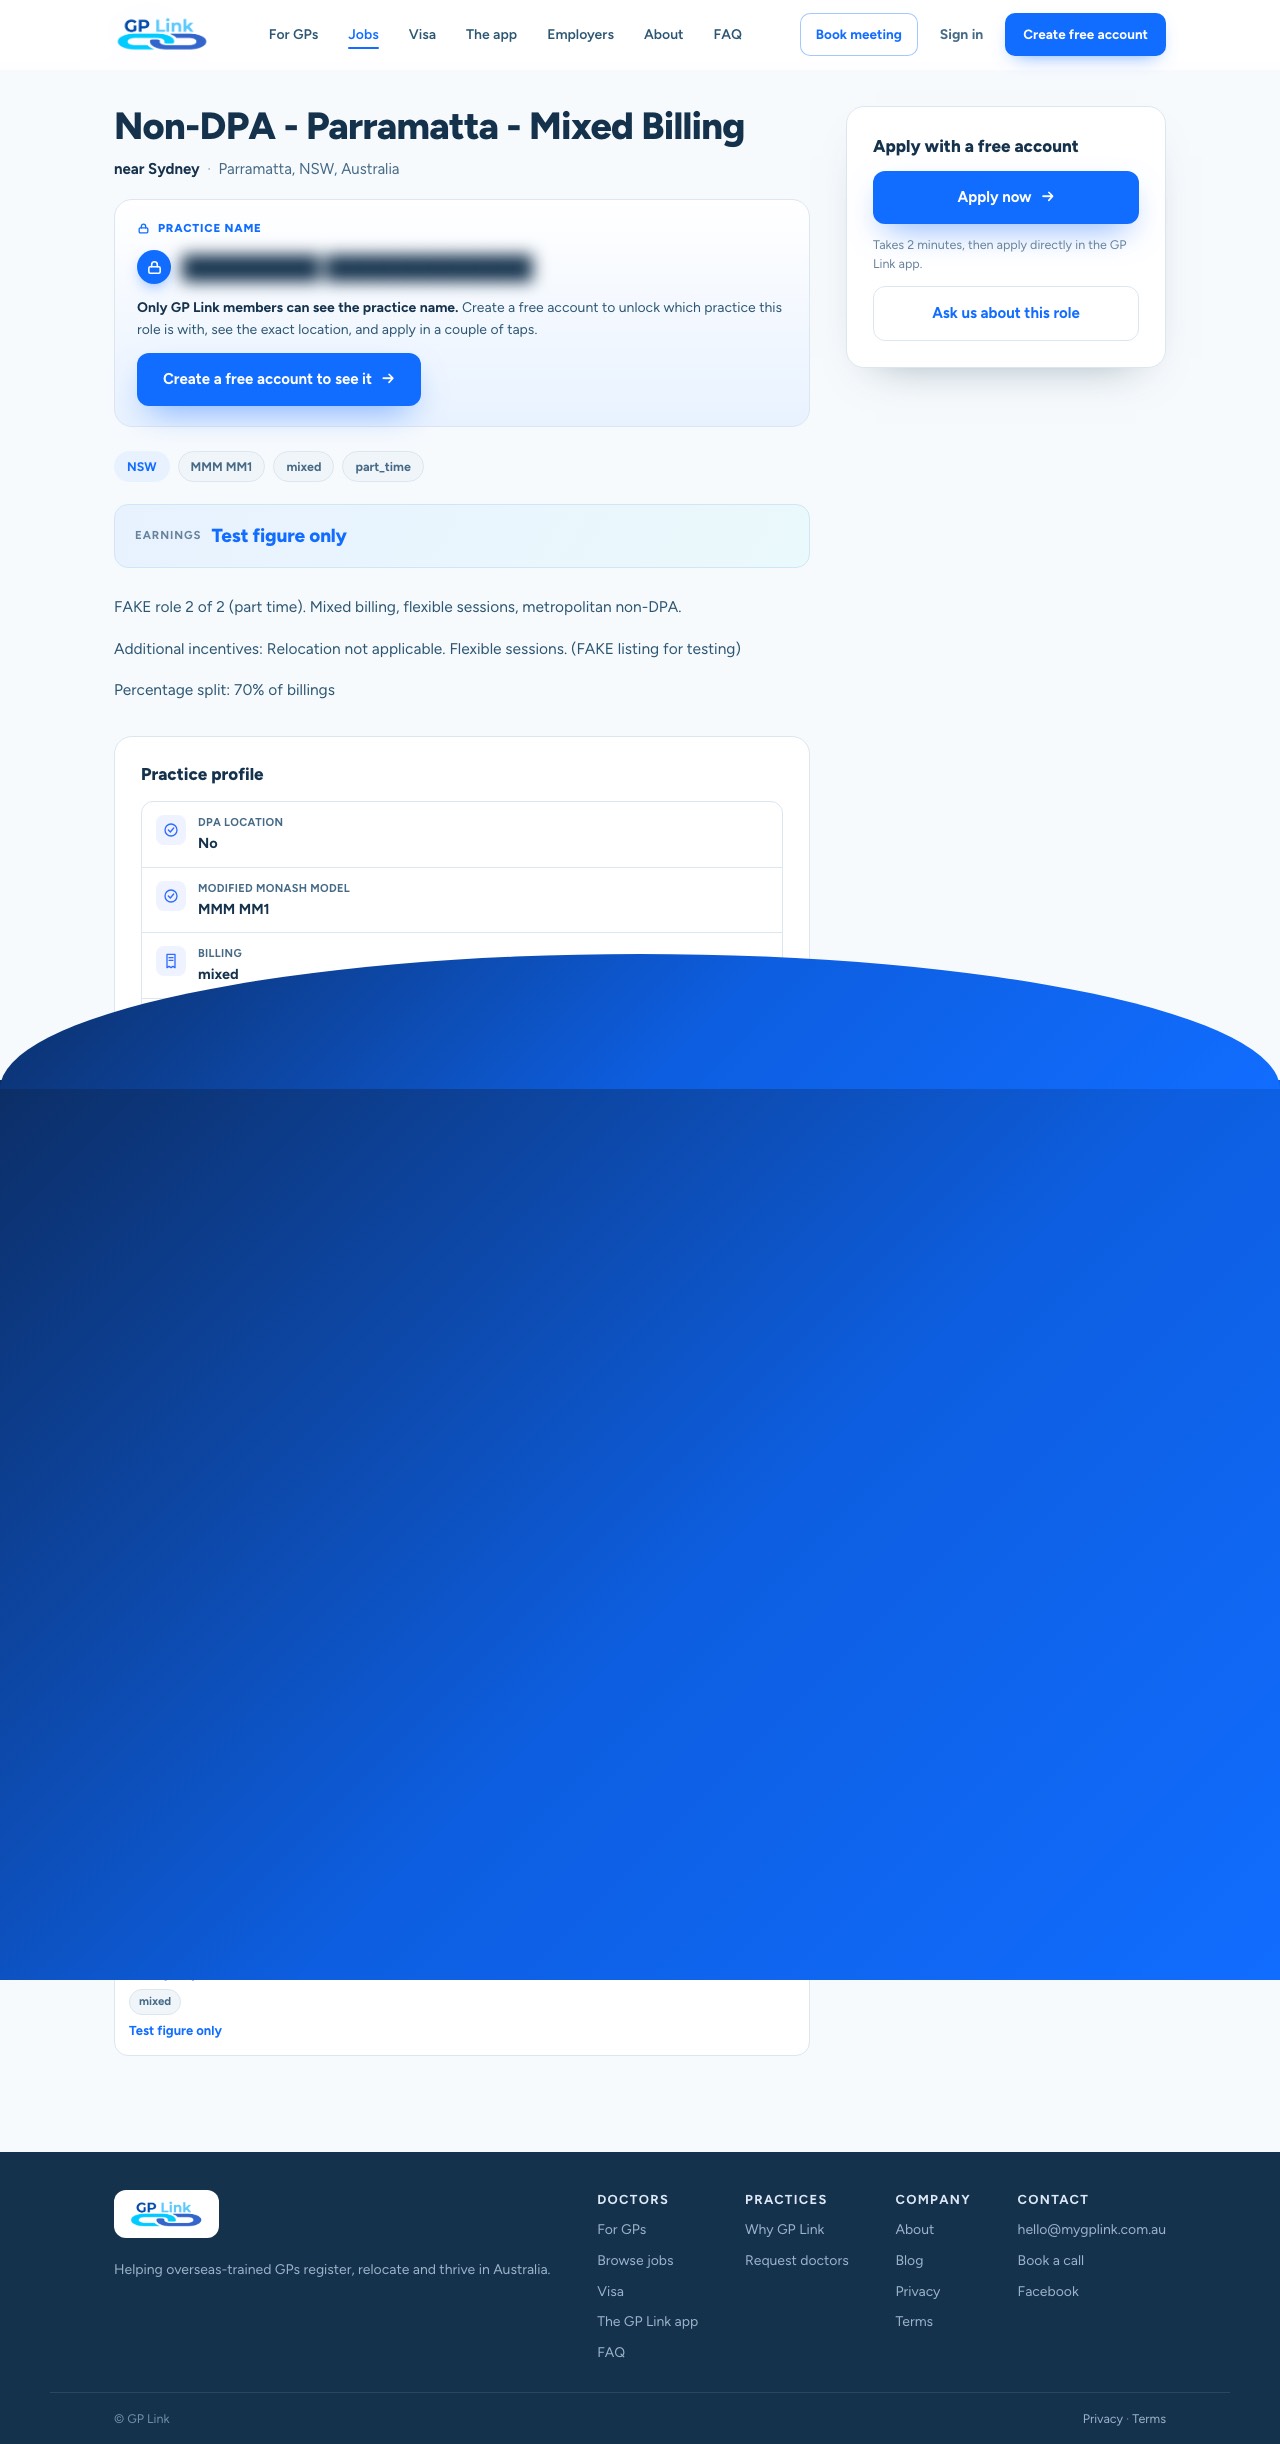 GP Link
For GPs
Jobs
Visa
The app
Employers
About
FAQ
Book meeting
Sign in
Create free account
Non-DPA - Parramatta - Mixed Billing
near Sydney · Parramatta, NSW, Australia
PRACTICE NAME
Only GP Link members can see the practice name. Create a free account to unlock which practice this
role is with, see the exact location, and apply in a couple of taps.
Create a free account to see it →
NSW
MMM MM1
mixed
part_time
EARNINGS Test figure only
FAKE role 2 of 2 (part time). Mixed billing, flexible sessions, metropolitan non-DPA.
Additional incentives: Relocation not applicable. Flexible sessions. (FAKE listing for testing)
Percentage split: 70% of billings
Apply with a free account
Apply now →
Takes 2 minutes, then apply directly in the GP
Link app.
Ask us about this role
Practice profile
DPA LOCATION
No
MODIFIED MONASH MODEL
MMM MM1
BILLING
mixed
mixed
Test figure only
GP Link
Helping overseas-trained GPs register, relocate and thrive in Australia.
DOCTORS
For GPs
Browse jobs
Visa
The GP Link app
FAQ
PRACTICES
Why GP Link
Request doctors
COMPANY
About
Blog
Privacy
Terms
CONTACT
hello@mygplink.com.au
Book a call
Facebook
© GP Link
Privacy · Terms